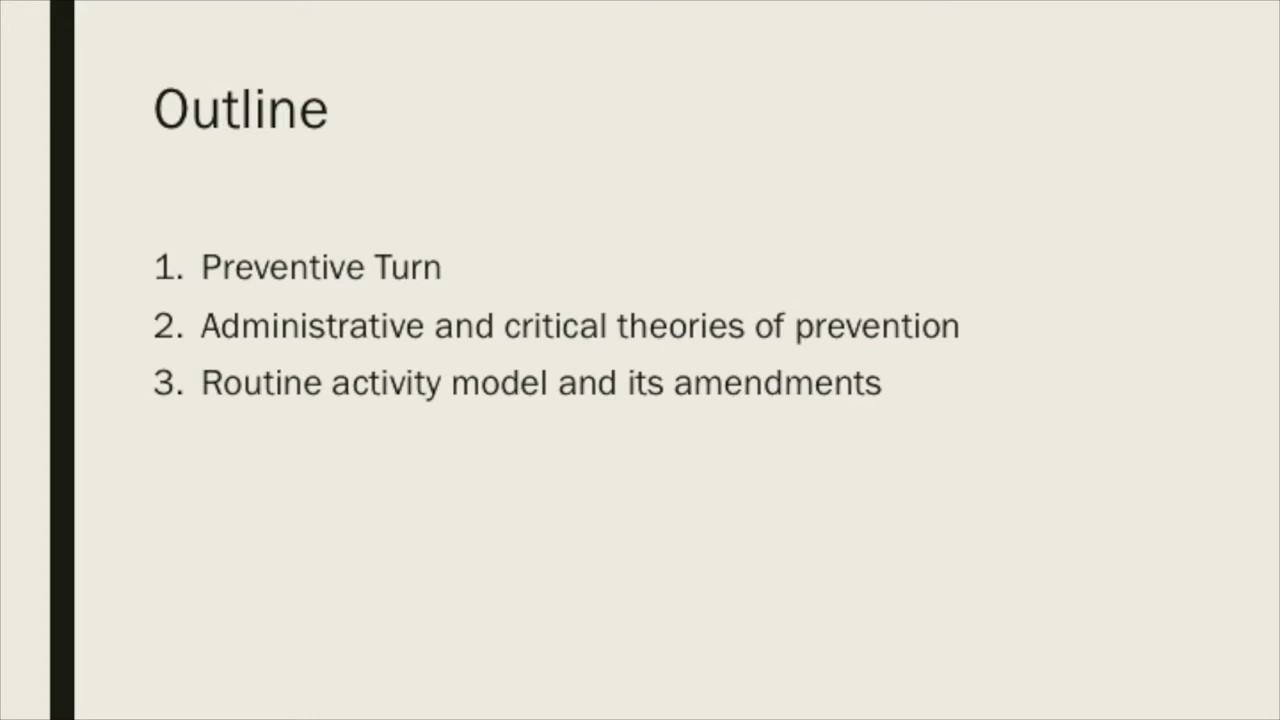 Outline
1. Preventive Turn
2. Administrative and critical theories of prevention
3. Routine activity model and its amendments